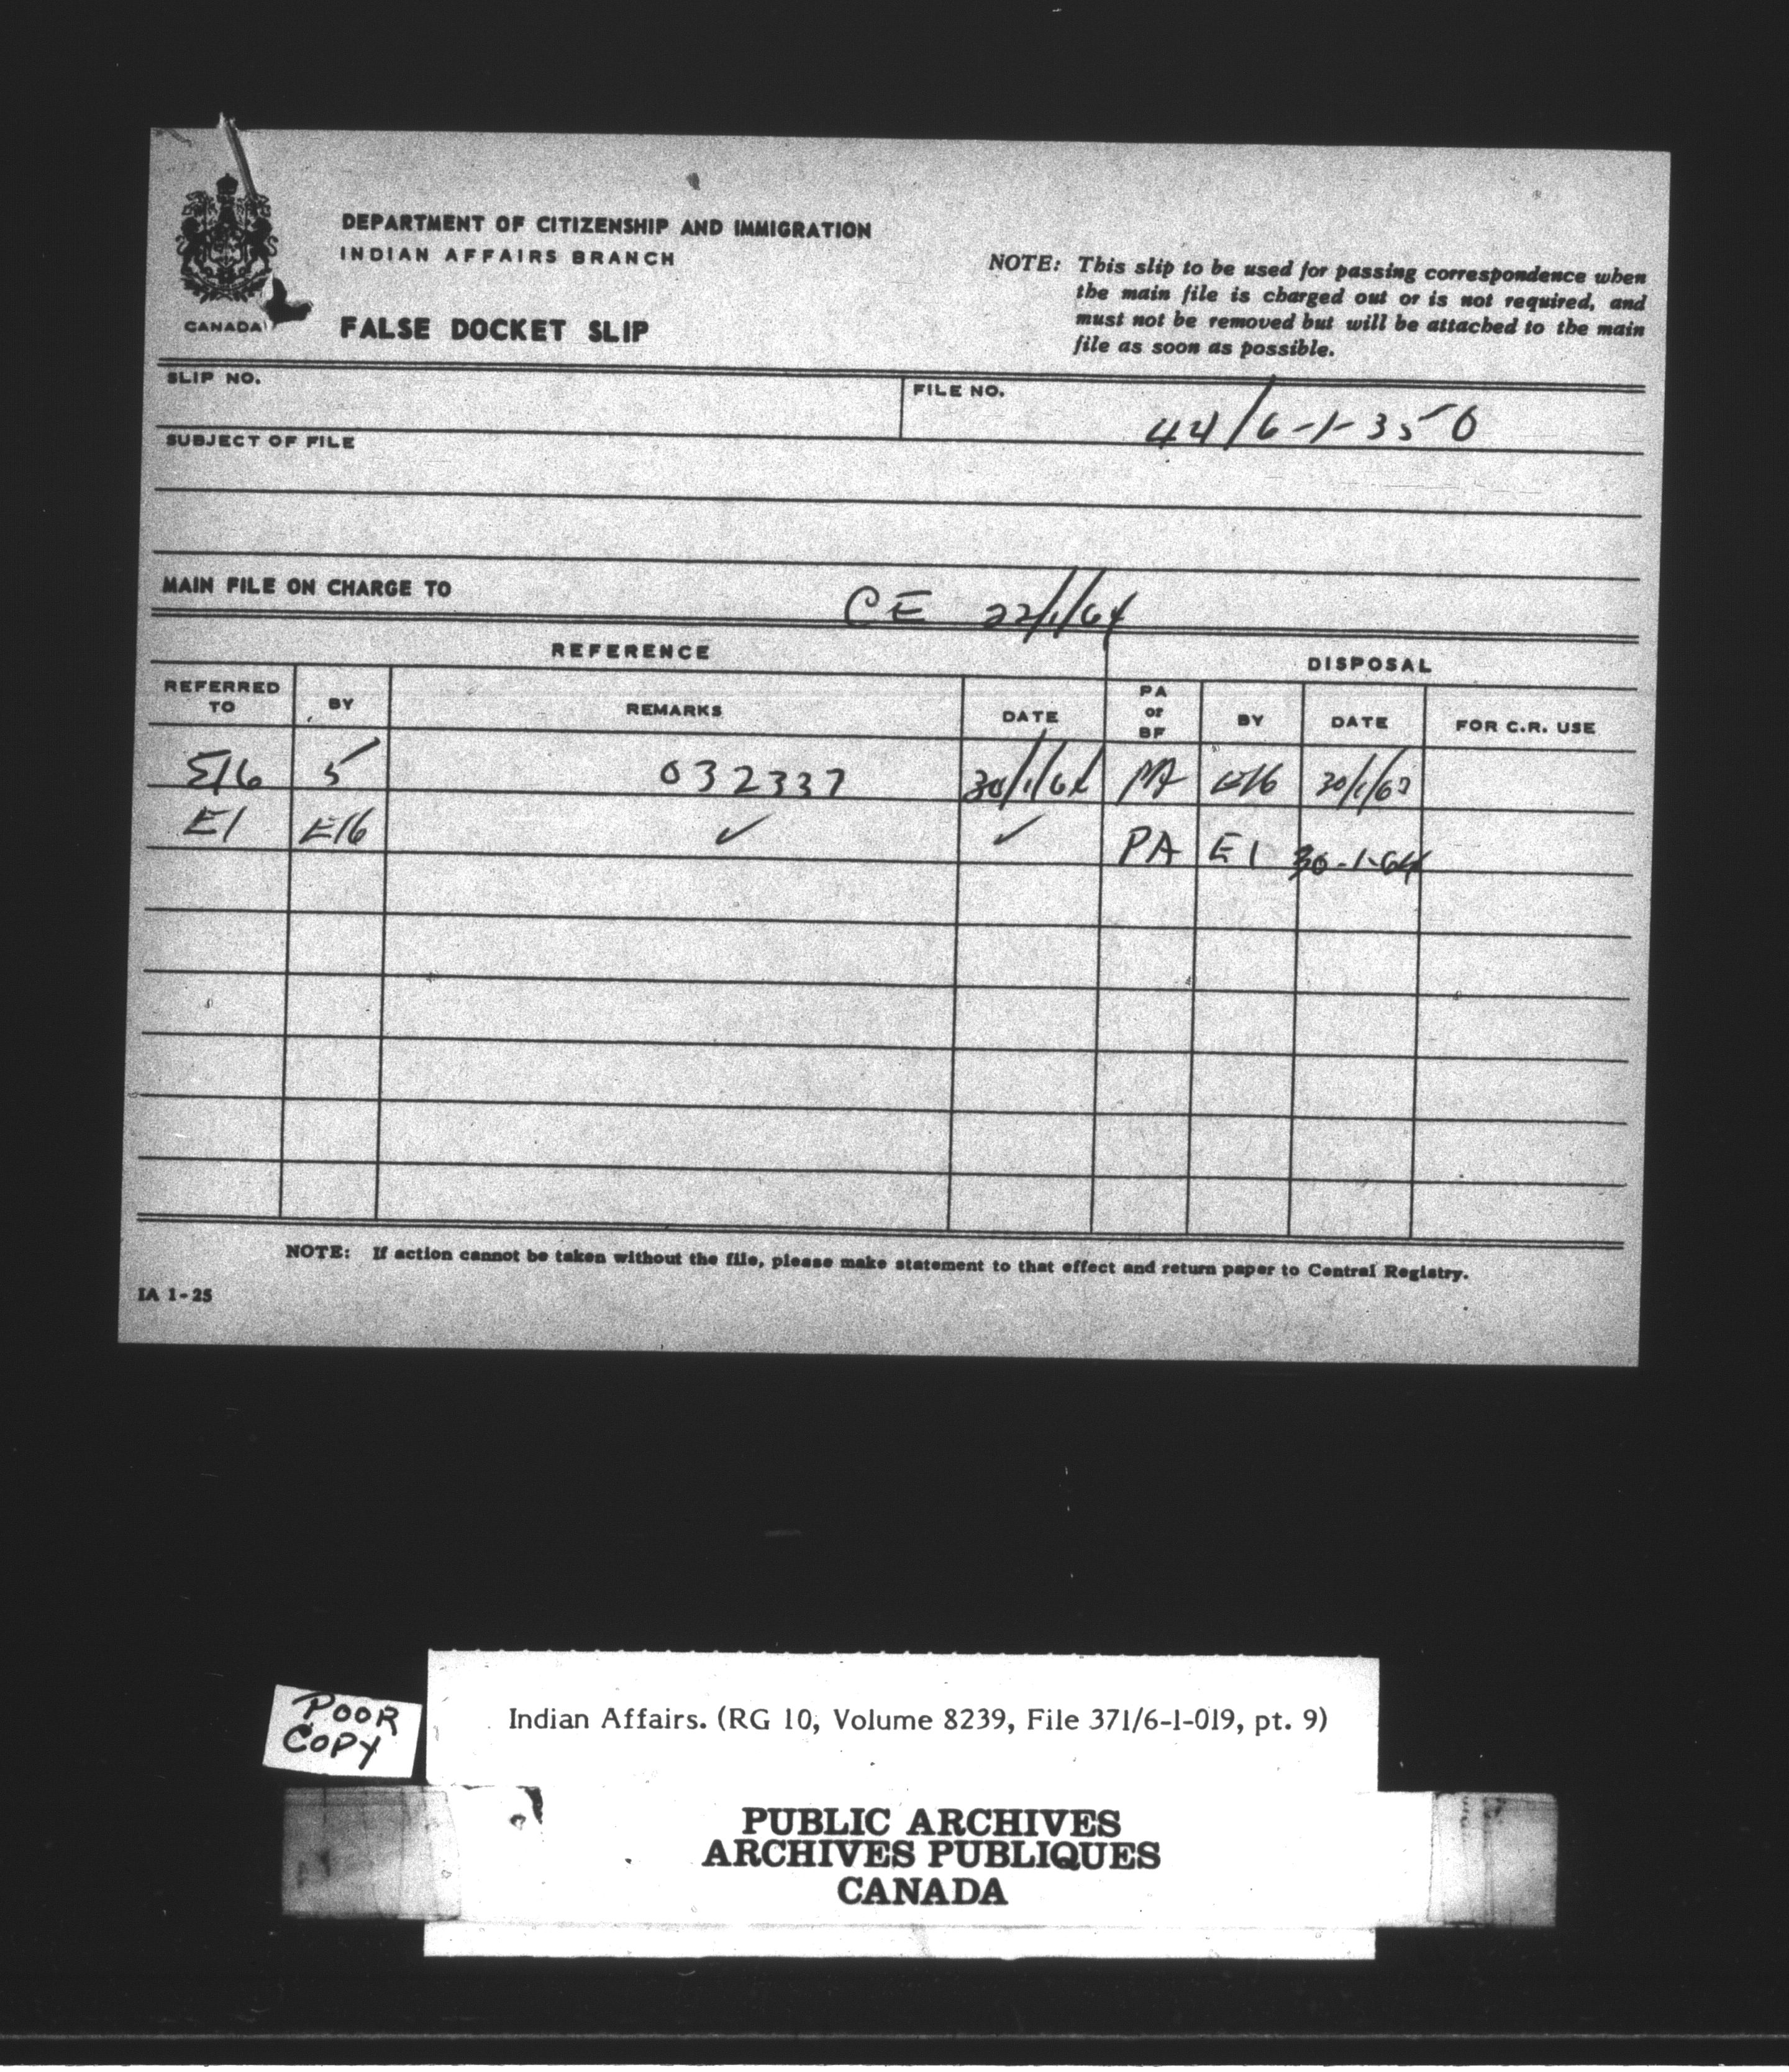 DEPARTMENT OF CITIZENSHIP AND IMMIGRATION
INDIAN AFFAIRS BRANCH
CANADA
FALSE DOCKET SLIP
NOTE: This slip to be used for passing correspondence when
the main file is charged out or is not required, and
must not be removed but will be attached to the main
file as soon as possible.
SLIP NO.
FILE NO. 44/6-1-350
SUBJECT OF FILE
MAIN FILE ON CHARGE TO CE 22/1/64
REFERENCE DISPOSAL
REFERRED TO BY REMARKS DATE PA or BF BY DATE FOR C.R. USE
E16 5 032337 30/1/64 PA E16 30/1/
E1 E16 ✓ ✓ PA E1 30-1-64
NOTE: If action cannot be taken without the file, please make statement to that effect and return paper to Central Registry.
IA 1-25
POOR
COPY
Indian Affairs. (RG 10, Volume 8239, File 371/6-1-019, pt. 9)
PUBLIC ARCHIVES
ARCHIVES PUBLIQUES
CANADA